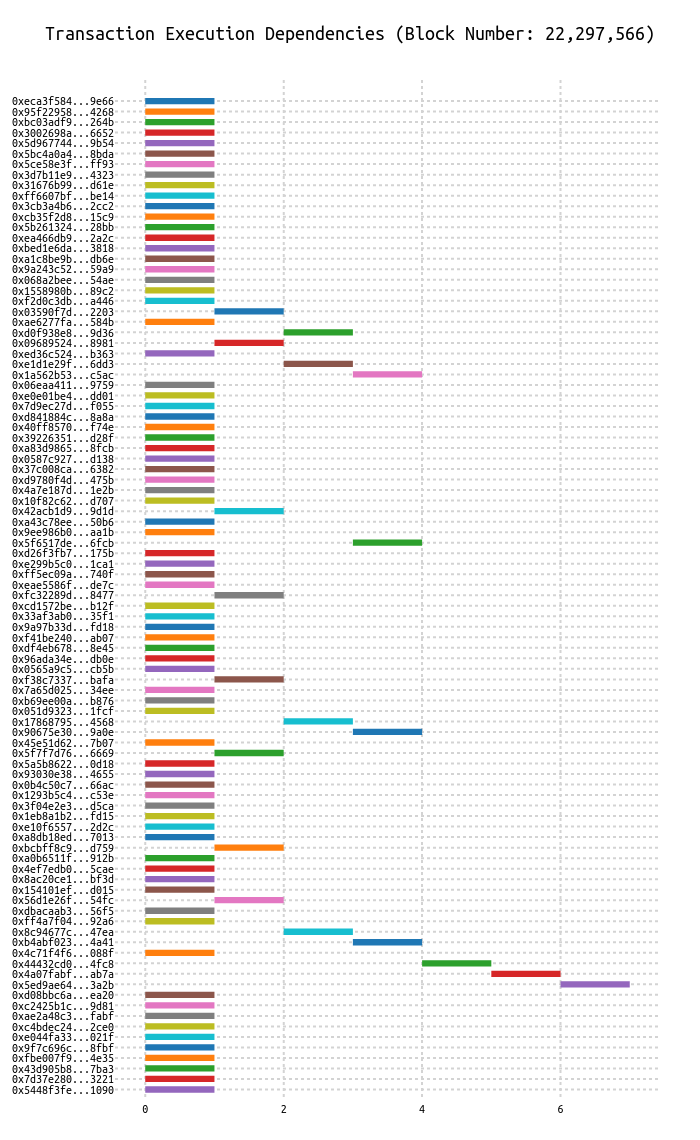 Transaction Execution Dependencies (Block Number: 22,297,566)
0xeca3f584...9e66
0x95f22958...4268
0xbc03adf9...264b
0x3002698a...6652
0x5d967744...9b54
0x5bc4a0a4...8bda
0x5ce58e3f...ff93
0x3d7b11e9...4323
0x31676b99...d61e
0xff6607bf...be14
0x3cb3a4b6...2cc2
0xcb35f2d8...15c9
0x5b261324...28bb
0xea466db9...2a2c
0xbed1e6da...3818
0xa1c8be9b...db6e
0x9a243c52...59a9
0x068a2bee...54ae
0x1558980b...89c2
0xf2d0c3db...a446
0x03590f7d...2203
0xae6277fa...584b
0xd0f938e8...9d36
0x09689524...8981
0xed36c524...b363
0xe1d1e29f...6dd3
0x1a562b53...c5ac
0x06eaa411...9759
0xe0e01be4...dd01
0x7d9ec27d...f055
0xd841884c...8a8a
0x40ff8570...f74e
0x39226351...d28f
0xa83d9865...8fcb
0x0587c927...d138
0x37c008ca...6382
0xd9780f4d...475b
0x4a7e187d...1e2b
0x10f82c62...d707
0x42acb1d9...9d1d
0xa43c78ee...50b6
0x9ee986b0...aa1b
0x5f6517de...6fcb
0xd26f3fb7...175b
0xe299b5c0...1ca1
0xff5ec09a...740f
0xeae5586f...de7c
0xfc32289d...8477
0xcd1572be...b12f
0x33af3ab0...35f1
0x9a97b33d...fd18
0xf41be240...ab07
0xdf4eb678...8e45
0x96ada34e...db0e
0x0565a9c5...cb5b
0xf38c7337...bafa
0x7a65d025...34ee
0xb69ee00a...b876
0x051d9323...1fcf
0x17868795...4568
0x90675e30...9a0e
0x45e51d62...7b07
0x5f7f7d76...6669
0x5a5b8622...0d18
0x93030e38...4655
0x0b4c50c7...66ac
0x1293b5c4...c53e
0x3f04e2e3...d5ca
0x1eb8a1b2...fd15
0xe10f6557...2d2c
0xa8db18ed...7013
0xbcbff8c9...d759
0xa0b6511f...912b
0x4ef7edb0...5cae
0x8ac20ce1...bf3d
0x154101ef...d015
0x56d1e26f...54fc
0xdbacaab3...56f5
0xff4a7f04...92a6
0x8c94677c...47ea
0xb4abf023...4a41
0x4c71f4f6...088f
0x44432cd0...4fc8
0x4a07fabf...ab7a
0x5ed9ae64...3a2b
0xd08bbc6a...ea20
0xc2425b1c...9d81
0xae2a48c3...fabf
0xc4bdec24...2ce0
0xe044fa33...021f
0x9f7c696c...8fbf
0xfbe007f9...4e35
0x43d905b8...7ba3
0x7d37e280...3221
0x5448f3fe...1090
0 2 4 6